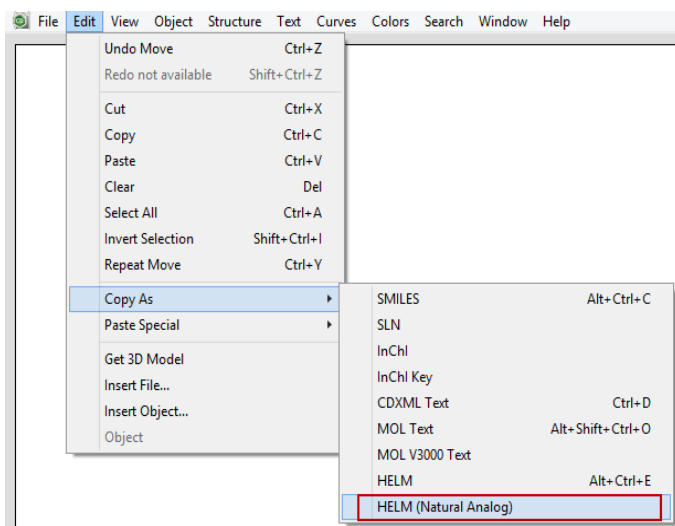 File Edit View Object Structure Text Curves Colors Search Window Help
Undo Move Ctrl+Z
Redo not available Shift+Ctrl+Z
Cut Ctrl+X
Copy Ctrl+C
Paste Ctrl+V
Clear Del
Select All Ctrl+A
Invert Selection Shift+Ctrl+I
Repeat Move Ctrl+Y
Copy As
Paste Special
Get 3D Model
Insert File...
Insert Object...
Object
SMILES Alt+Ctrl+C
SLN
InChI
InChI Key
CDXML Text Ctrl+D
MOL Text Alt+Shift+Ctrl+O
MOL V3000 Text
HELM Alt+Ctrl+E
HELM (Natural Analog)